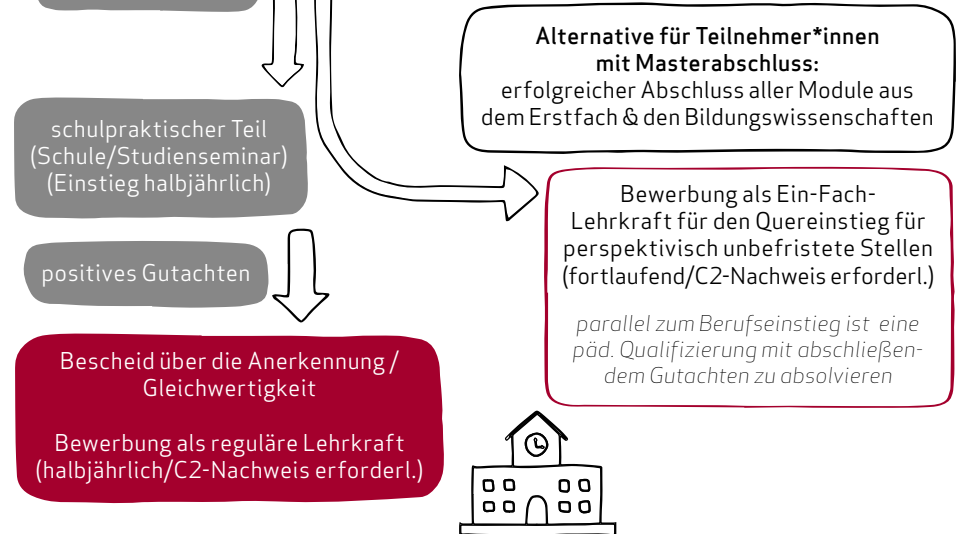 Alternative für Teilnehmer*innen
mit Masterabschluss:
erfolgreicher Abschluss aller Module aus
dem Erstfach & den Bildungswissenschaften
schulpraktischer Teil
(Schule/Studienseminar)
(Einstieg halbjährlich)
Bewerbung als Ein-Fach-
Lehrkraft für den Quereinstieg für
perspektivisch unbefristete Stellen
(fortlaufend/C2-Nachweis erforderl.)
parallel zum Berufseinstieg ist eine
päd. Qualifizierung mit abschließen-
dem Gutachten zu absolvieren
positives Gutachten
Bescheid über die Anerkennung /
Gleichwertigkeit
Bewerbung als reguläre Lehrkraft
(halbjährlich/C2-Nachweis erforderl.)